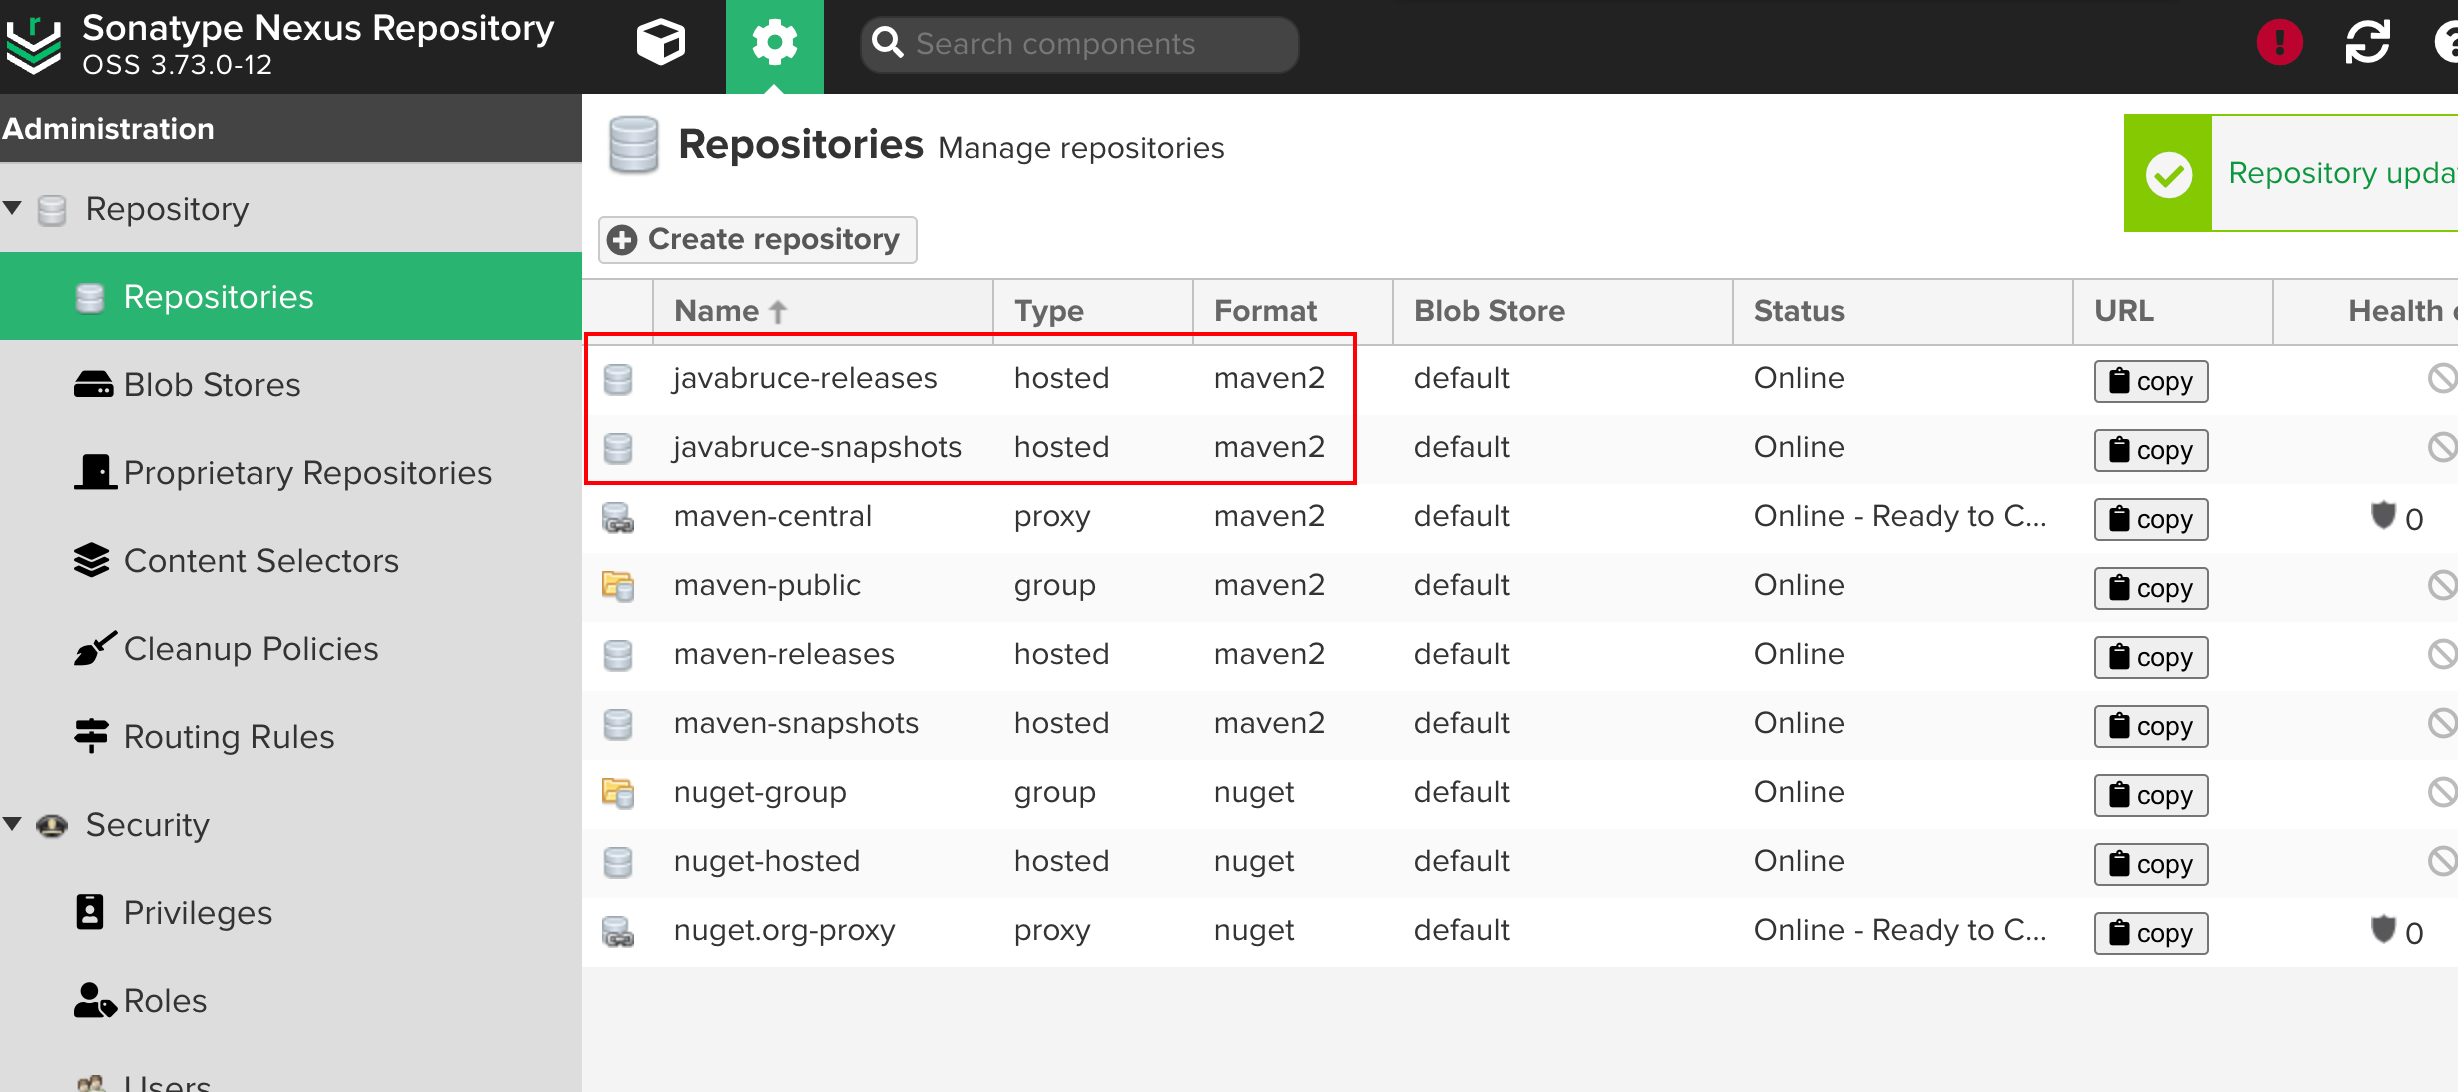 Sonatype Nexus Repository
OSS 3.73.0-12
Search components
Administration
Repository
Repositories
Blob Stores
Proprietary Repositories
Content Selectors
Cleanup Policies
Routing Rules
Security
Privileges
Roles
Users
Repositories Manage repositories
Repository upda
Create repository
Name Type Format Blob Store Status URL Health
javabruce-releases hosted maven2 default Online copy
javabruce-snapshots hosted maven2 default Online copy
maven-central proxy maven2 default Online - Ready to C... copy 0
maven-public group maven2 default Online copy
maven-releases hosted maven2 default Online copy
maven-snapshots hosted maven2 default Online copy
nuget-group group nuget default Online copy
nuget-hosted hosted nuget default Online copy
nuget.org-proxy proxy nuget default Online - Ready to C... copy 0